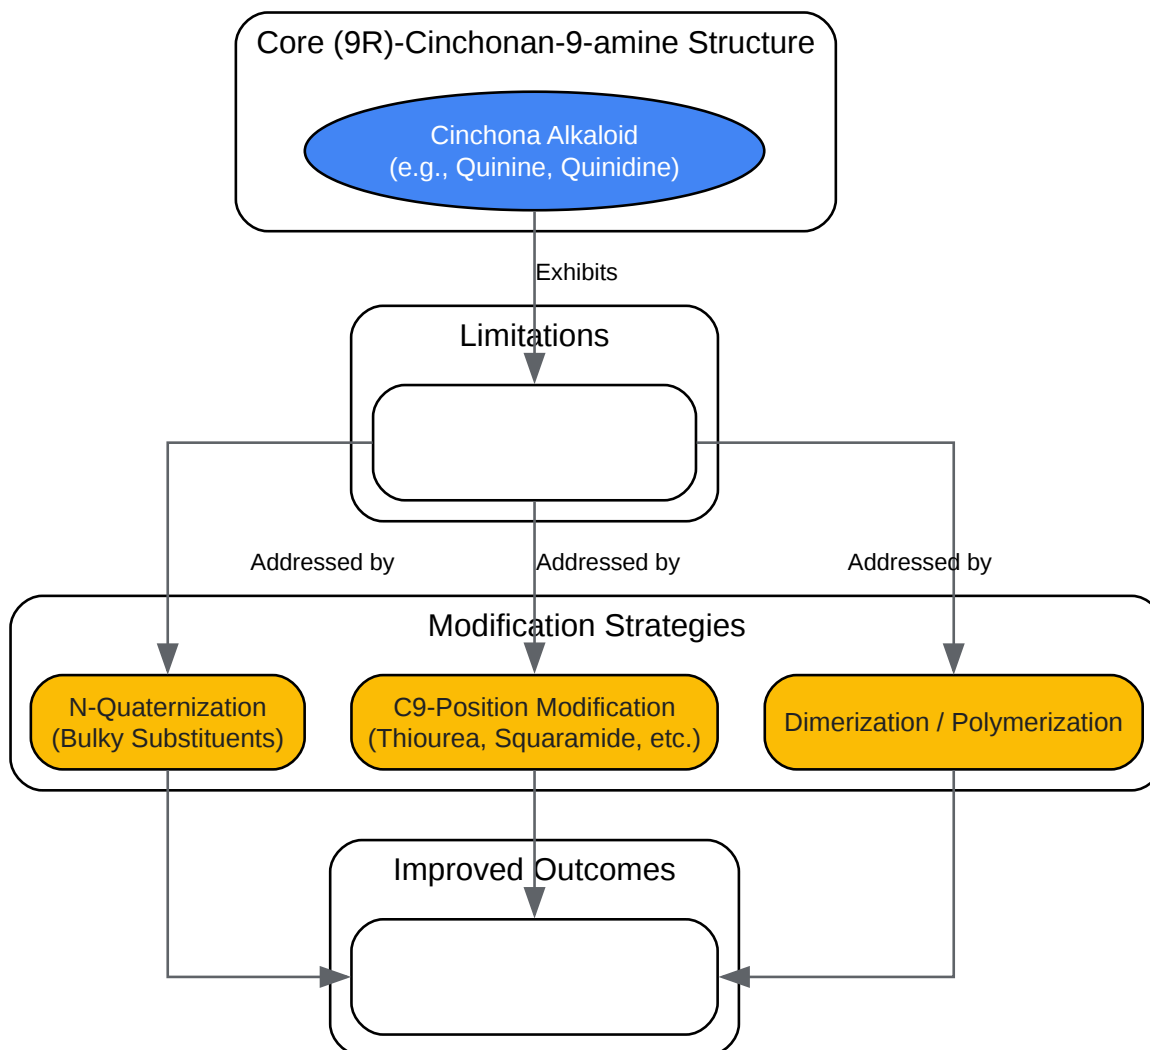 Core (9R)-Cinchonan-9-amine Structure
Cinchona Alkaloid
(e.g., Quinine, Quinidine)
Exhibits
Limitations
Addressed by
Addressed by
Addressed by
Modification Strategies
N-Quaternization
(Bulky Substituents)
C9-Position Modification
(Thiourea, Squaramide, etc.)
Dimerization / Polymerization
Improved Outcomes